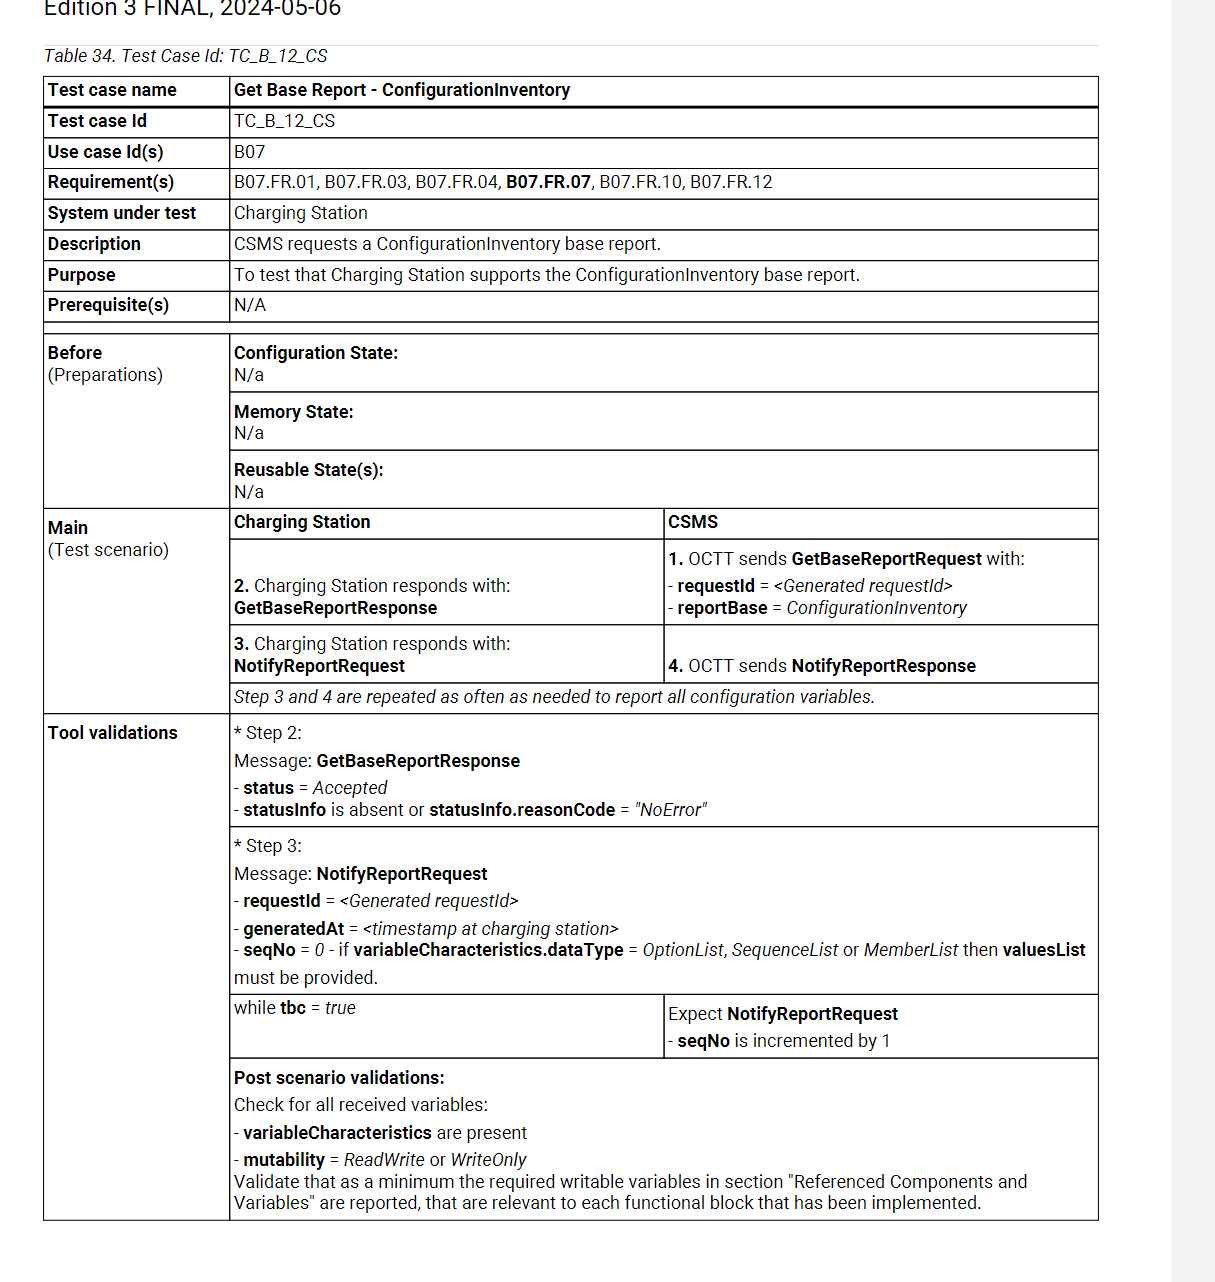 Edition 3 FINAL, 2024-05-06
Table 34. Test Case Id: TC_B_12_CS
Test case name
Get Base Report - ConfigurationInventory
Test case Id
TC_B_12_CS
Use case Id(s)
B07
Requirement(s)
B07.FR.01, B07.FR.03, B07.FR.04, B07.FR.07, B07.FR.10, B07.FR.12
System under test
Charging Station
Description
CSMS requests a ConfigurationInventory base report.
Purpose
To test that Charging Station supports the ConfigurationInventory base report.
Prerequisite(s)
N/A
Before
(Preparations)
Configuration State:
N/a
Memory State:
N/a
Reusable State(s):
N/a
Main
(Test scenario)
Charging Station
CSMS
1. OCTT sends GetBaseReportRequest with:
- requestId = <Generated requestId>
- reportBase = ConfigurationInventory
2. Charging Station responds with:
GetBaseReportResponse
3. Charging Station responds with:
NotifyReportRequest
4. OCTT sends NotifyReportResponse
Step 3 and 4 are repeated as often as needed to report all configuration variables.
Tool validations
* Step 2:
Message: GetBaseReportResponse
- status = Accepted
- statusInfo is absent or statusInfo.reasonCode = "NoError"
* Step 3:
Message: NotifyReportRequest
- requestId = <Generated requestId>
- generatedAt = <timestamp at charging station>
- seqNo = 0 - if variableCharacteristics.dataType = OptionList, SequenceList or MemberList then valuesList
must be provided.
while tbc = true
Expect NotifyReportRequest
- seqNo is incremented by 1
Post scenario validations:
Check for all received variables:
- variableCharacteristics are present
- mutability = ReadWrite or WriteOnly
Validate that as a minimum the required writable variables in section "Referenced Components and
Variables" are reported, that are relevant to each functional block that has been implemented.